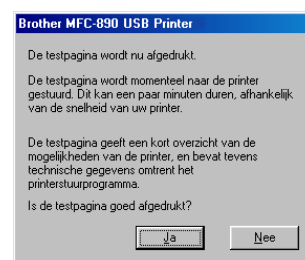 Brother MFC-890 USB Printer
De testpagina wordt nu afgedrukt.
De testpagina wordt momenteel naar de printer
gestuurd. Dit kan een paar minuten duren, afhankelijk
van de snelheid van uw printer.
De testpagina geeft een kort overzicht van de
mogelijkheden van de printer, en bevat tevens
technische gegevens omtrent het
printerstuurprogramma.
Is de testpagina goed afgedrukt?
Ja
Nee